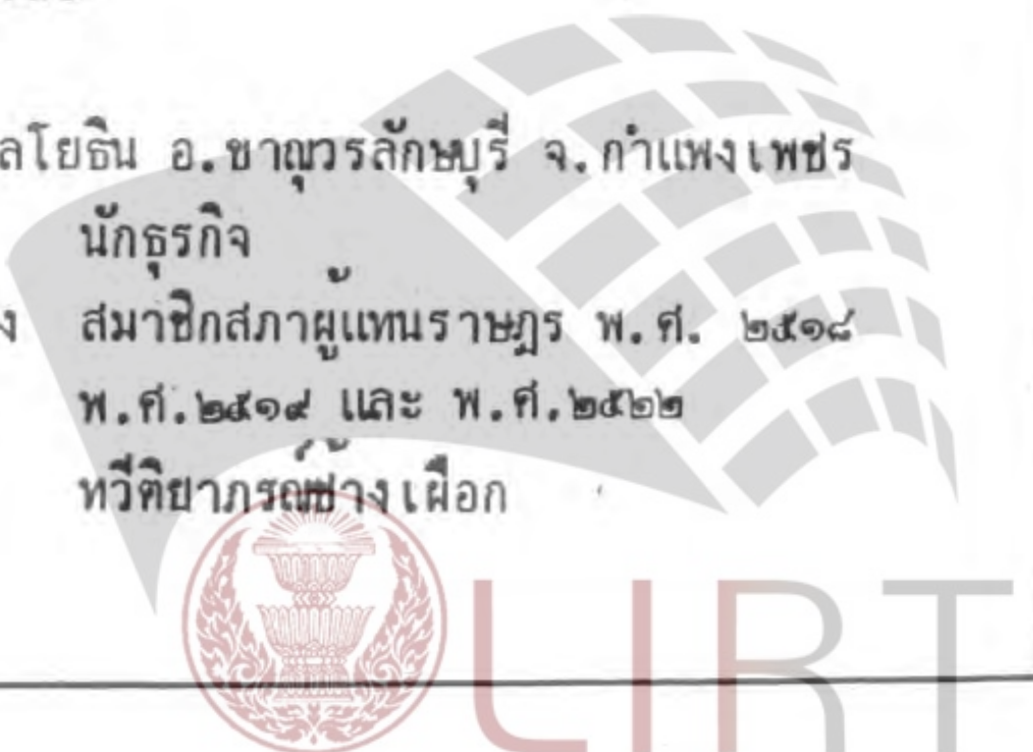 ลโยธิน อ.ขาณุวรลักษบุรี จ.กำแพงเพชร
นักธุรกิจ
ง สมาชิกสภาผู้แทนราษฎร พ.ศ. ๒๕๑๘
พ.ศ.๒๕๑๙ และ พ.ศ.๒๕๒๒
ทวีติยาภรณ์ช้างเผือก
LIRT